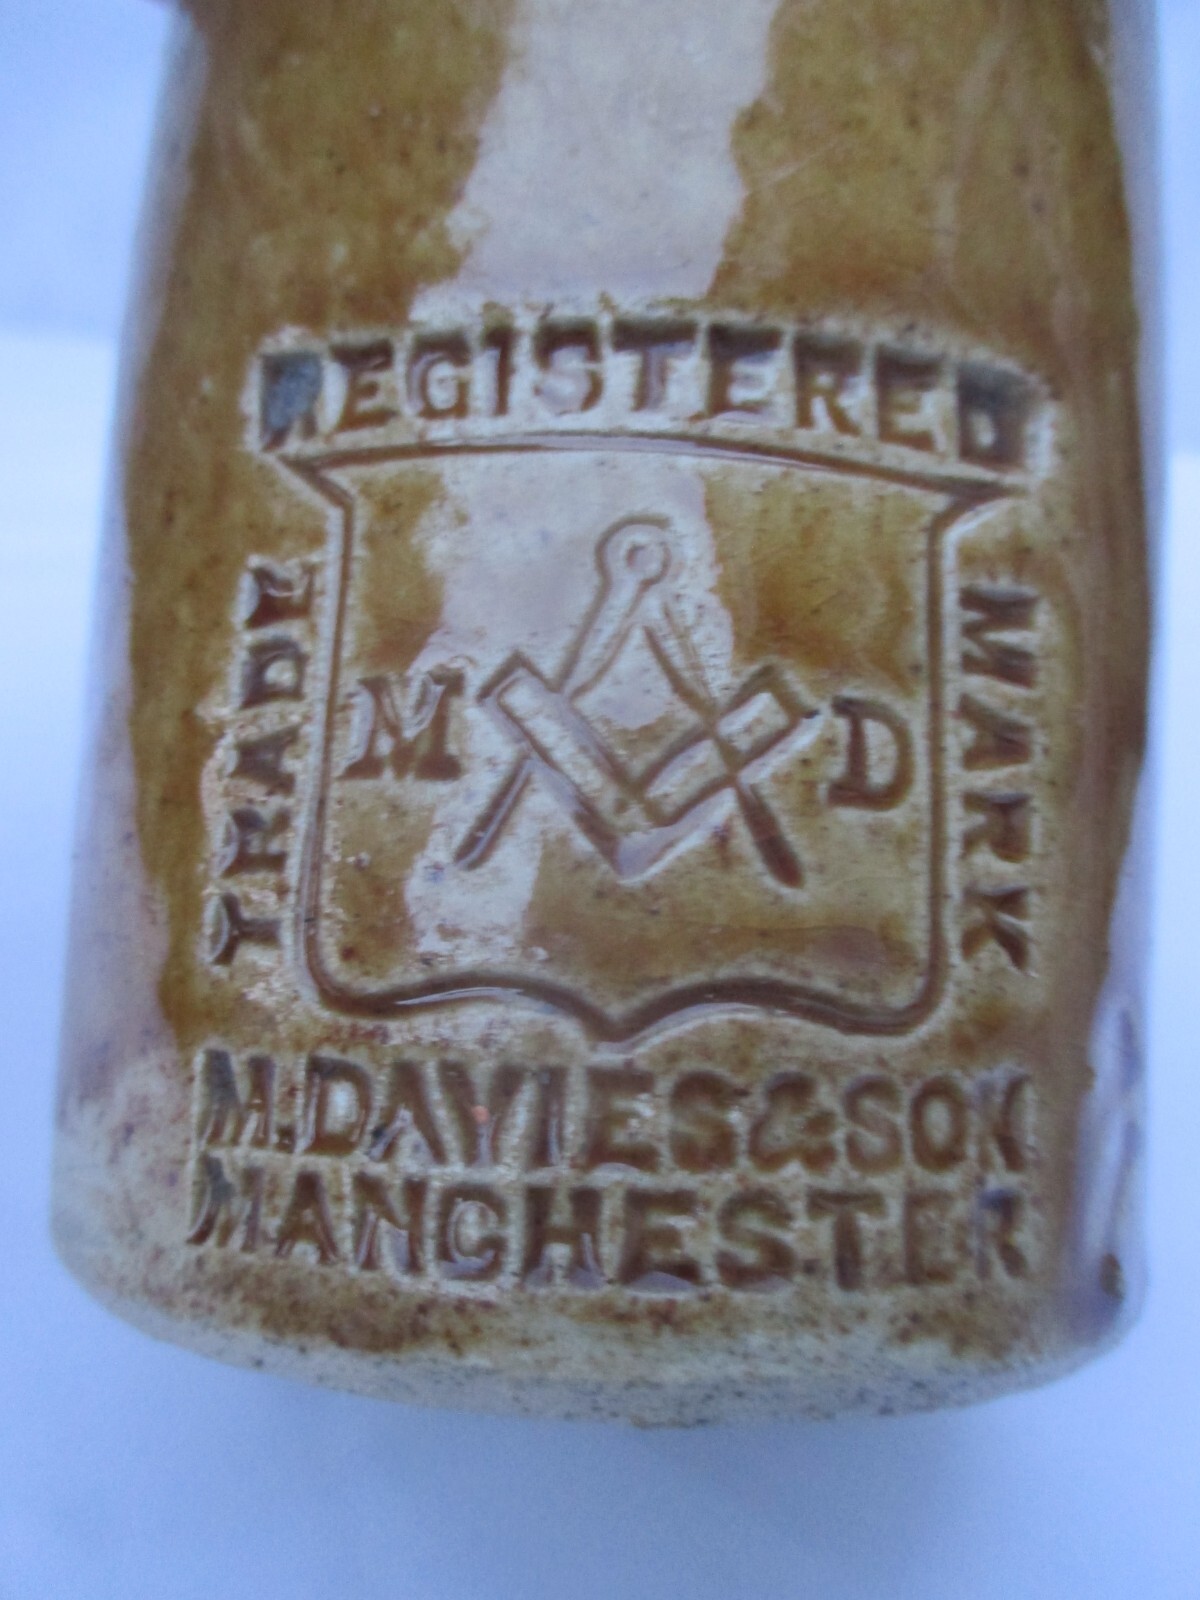 REGISTERED
TRADE
MARK
M D
M.DAVIES & SON
MANCHESTER